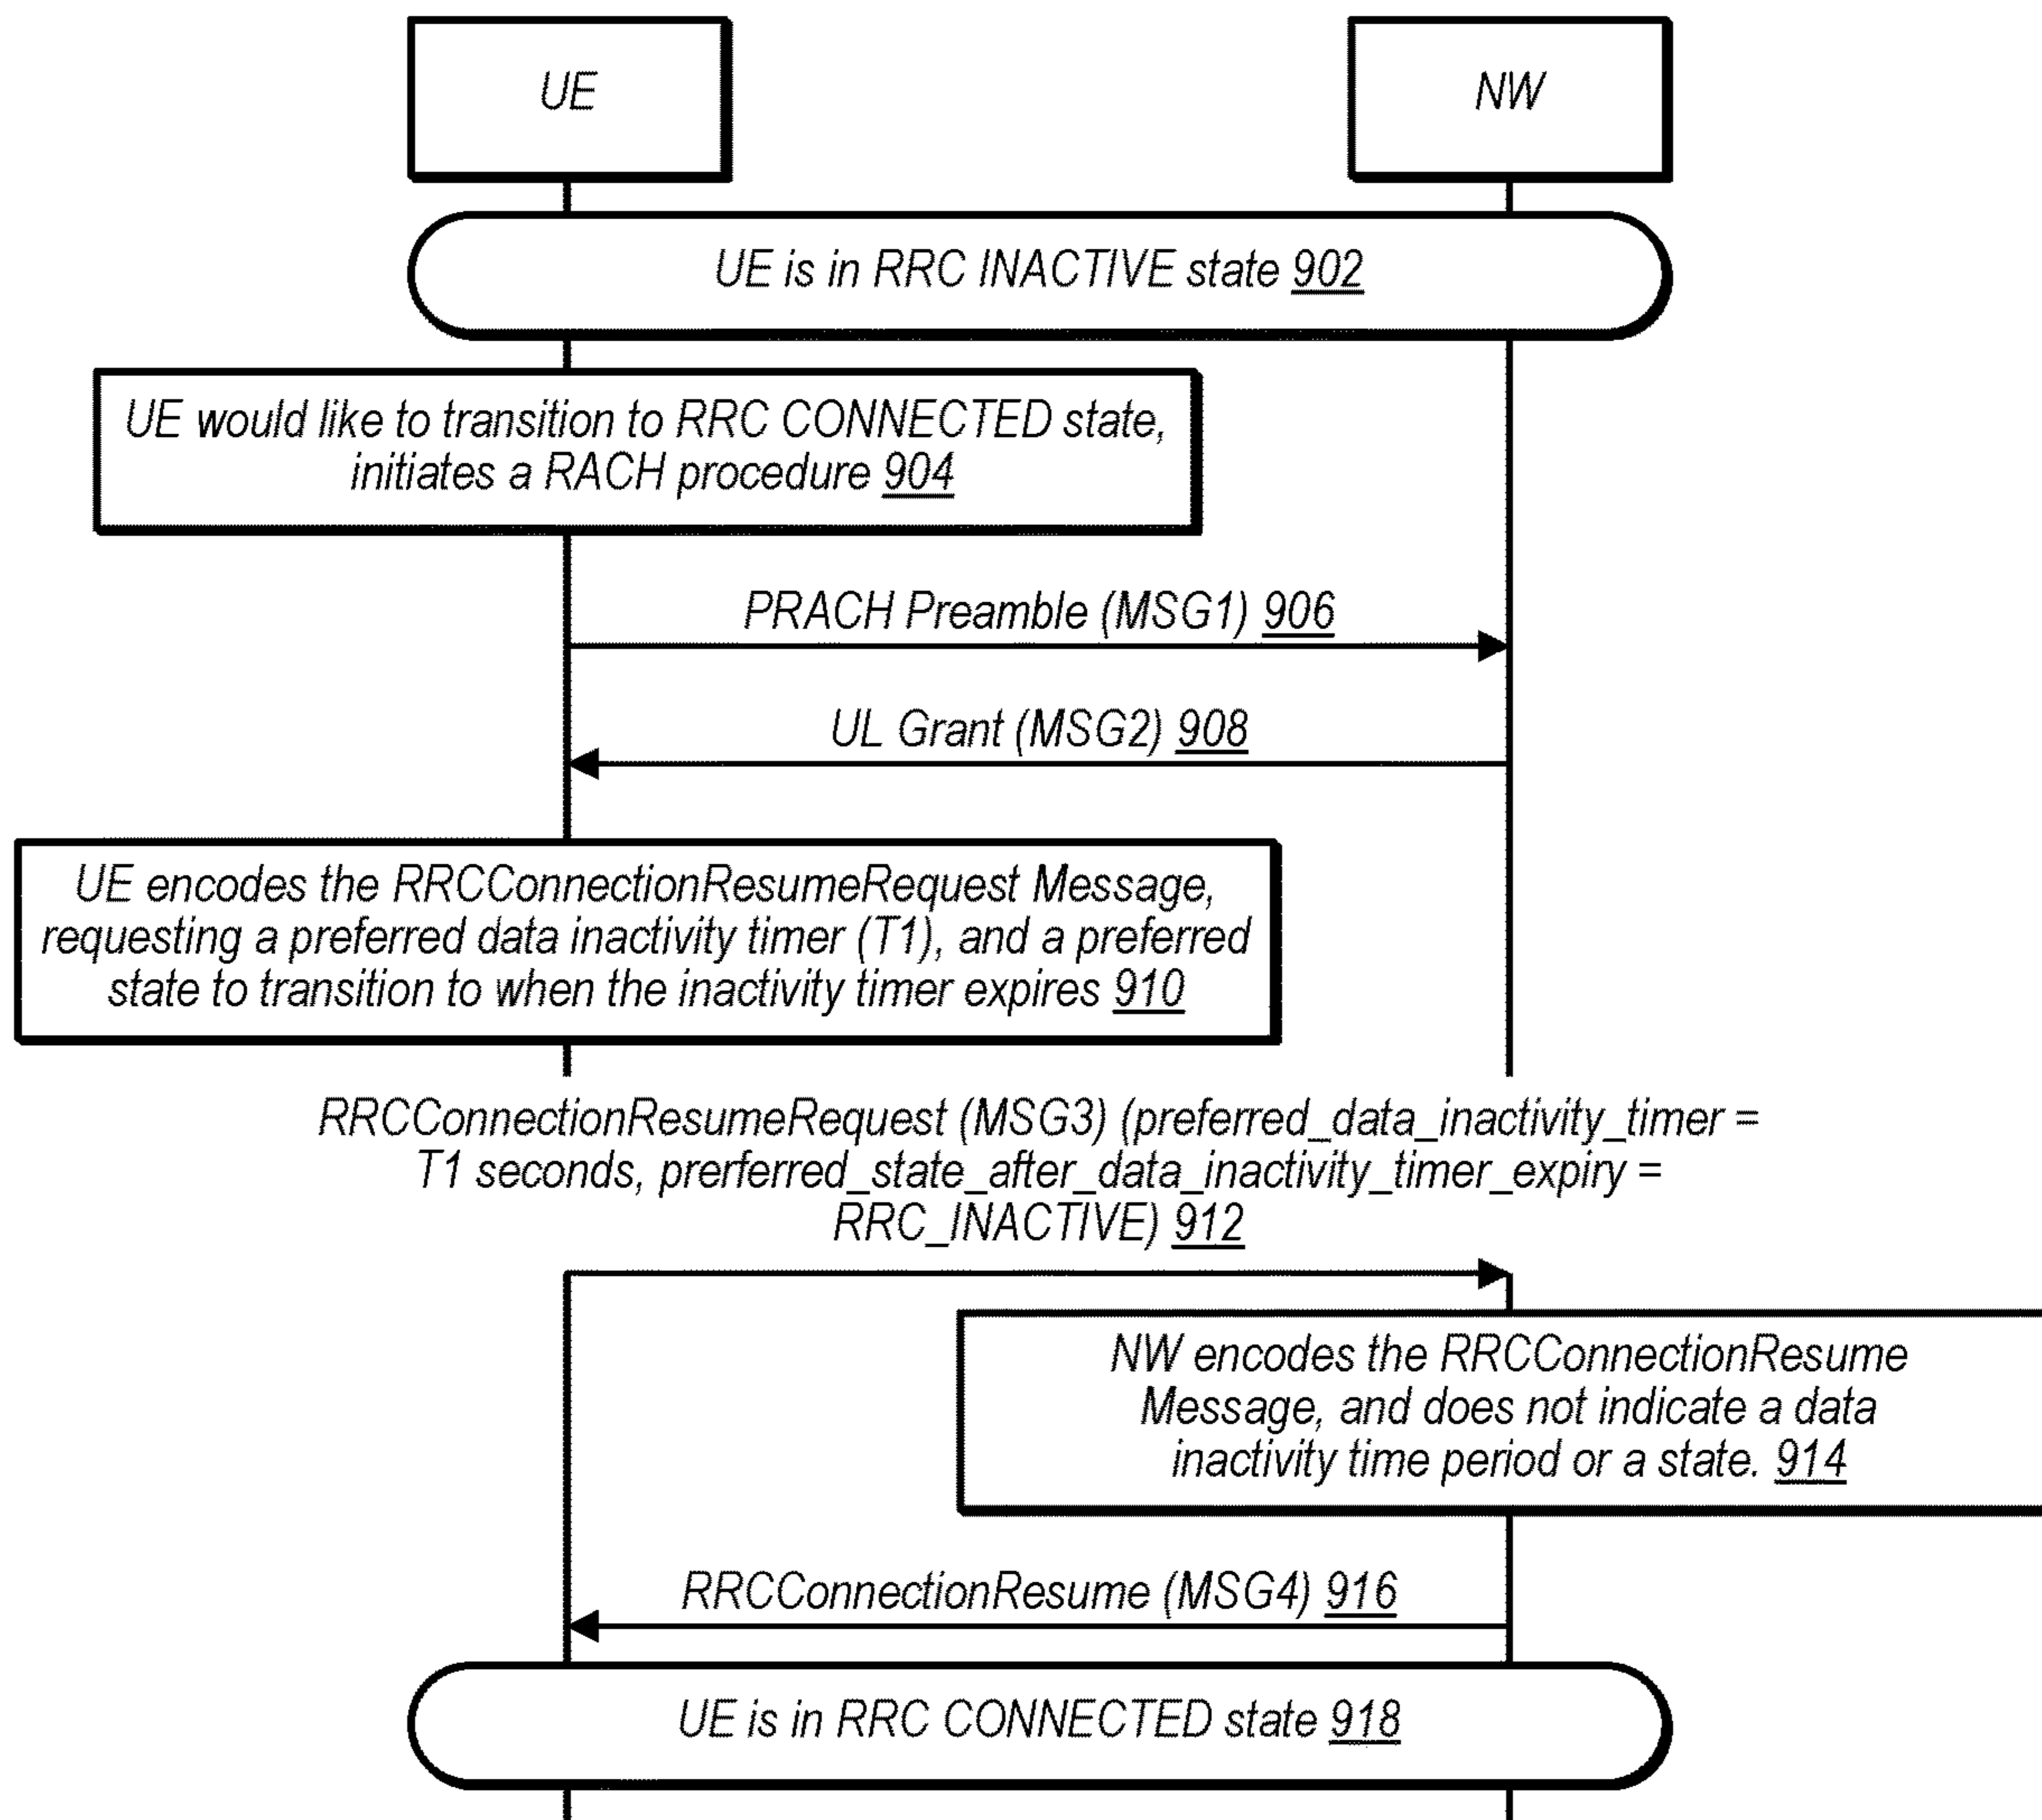 UE
NW
UE is in RRC INACTIVE state 902
UE would like to transition to RRC CONNECTED state,
initiates a RACH procedure 904
PRACH Preamble (MSG1) 906
UL Grant (MSG2) 908
UE encodes the RRCConnectionResumeRequest Message,
requesting a preferred data inactivity timer (T1), and a preferred
state to transition to when the inactivity timer expires 910
RRCConnectionResumeRequest (MSG3) (preferred_data_inactivity_timer =
T1 seconds, prerferred_state_after_data_inactivity_timer_expiry =
RRC_INACTIVE) 912
NW encodes the RRCConnectionResume
Message, and does not indicate a data
inactivity time period or a state. 914
RRCConnectionResume (MSG4) 916
UE is in RRC CONNECTED state 918